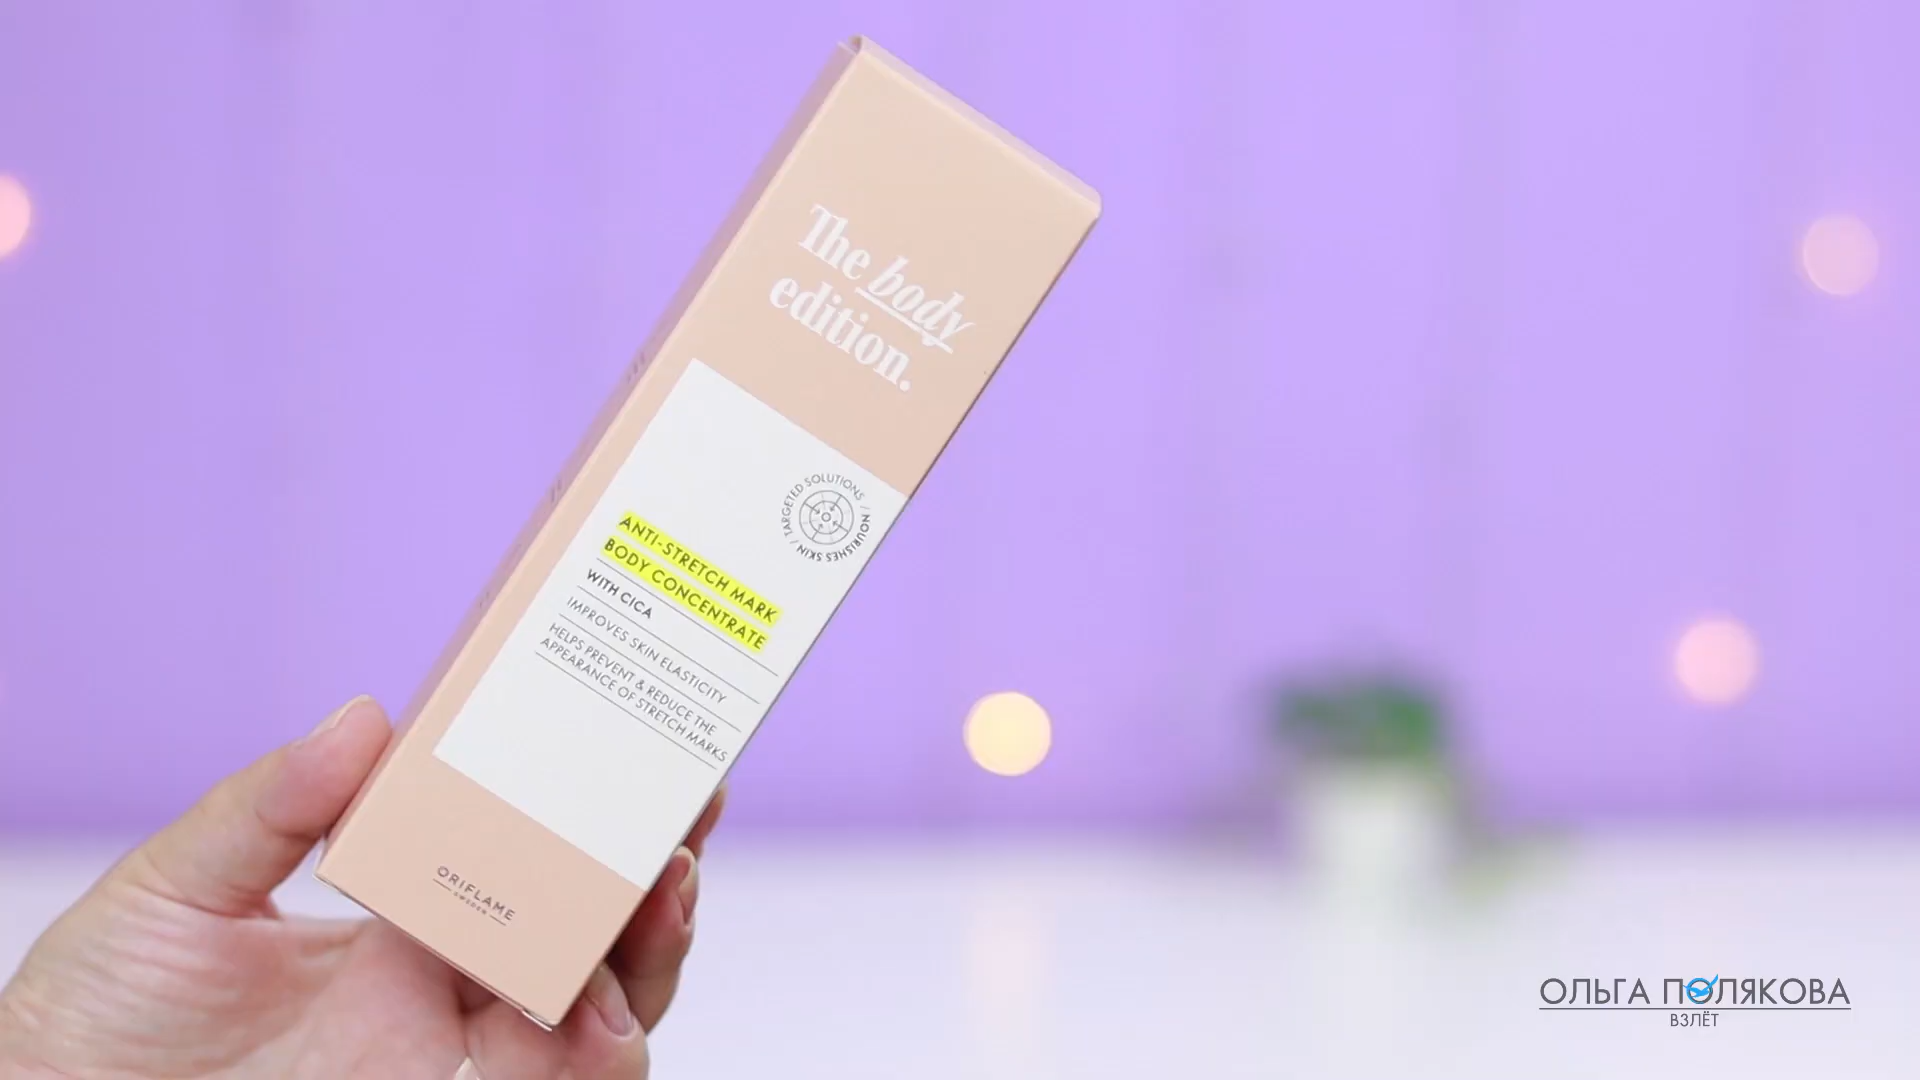 The body
edition.
TARGETED SOLUTIONS / NOURISHES SKIN /
ANTI-STRETCH MARK
BODY CONCENTRATE
WITH CICA
IMPROVES SKIN ELASTICITY
HELPS PREVENT & REDUCE THE
APPEARANCE OF STRETCH MARKS
ORIFLAME
SWEDEN
ОЛЬГА ПОЛЯКОВА
ВЗЛЁТ